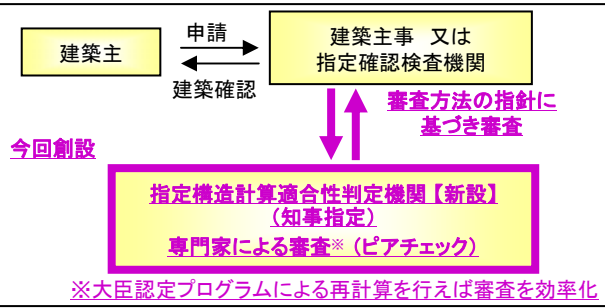 申請
建築主
建築主事 又は
指定確認検査機関
建築確認
審査方法の指針に
基づき審査
今回創設
指定構造計算適合性判定機関【新設】
(知事指定)
専門家による審査※ (ピアチェック)
※大臣認定プログラムによる再計算を行えば審査を効率化